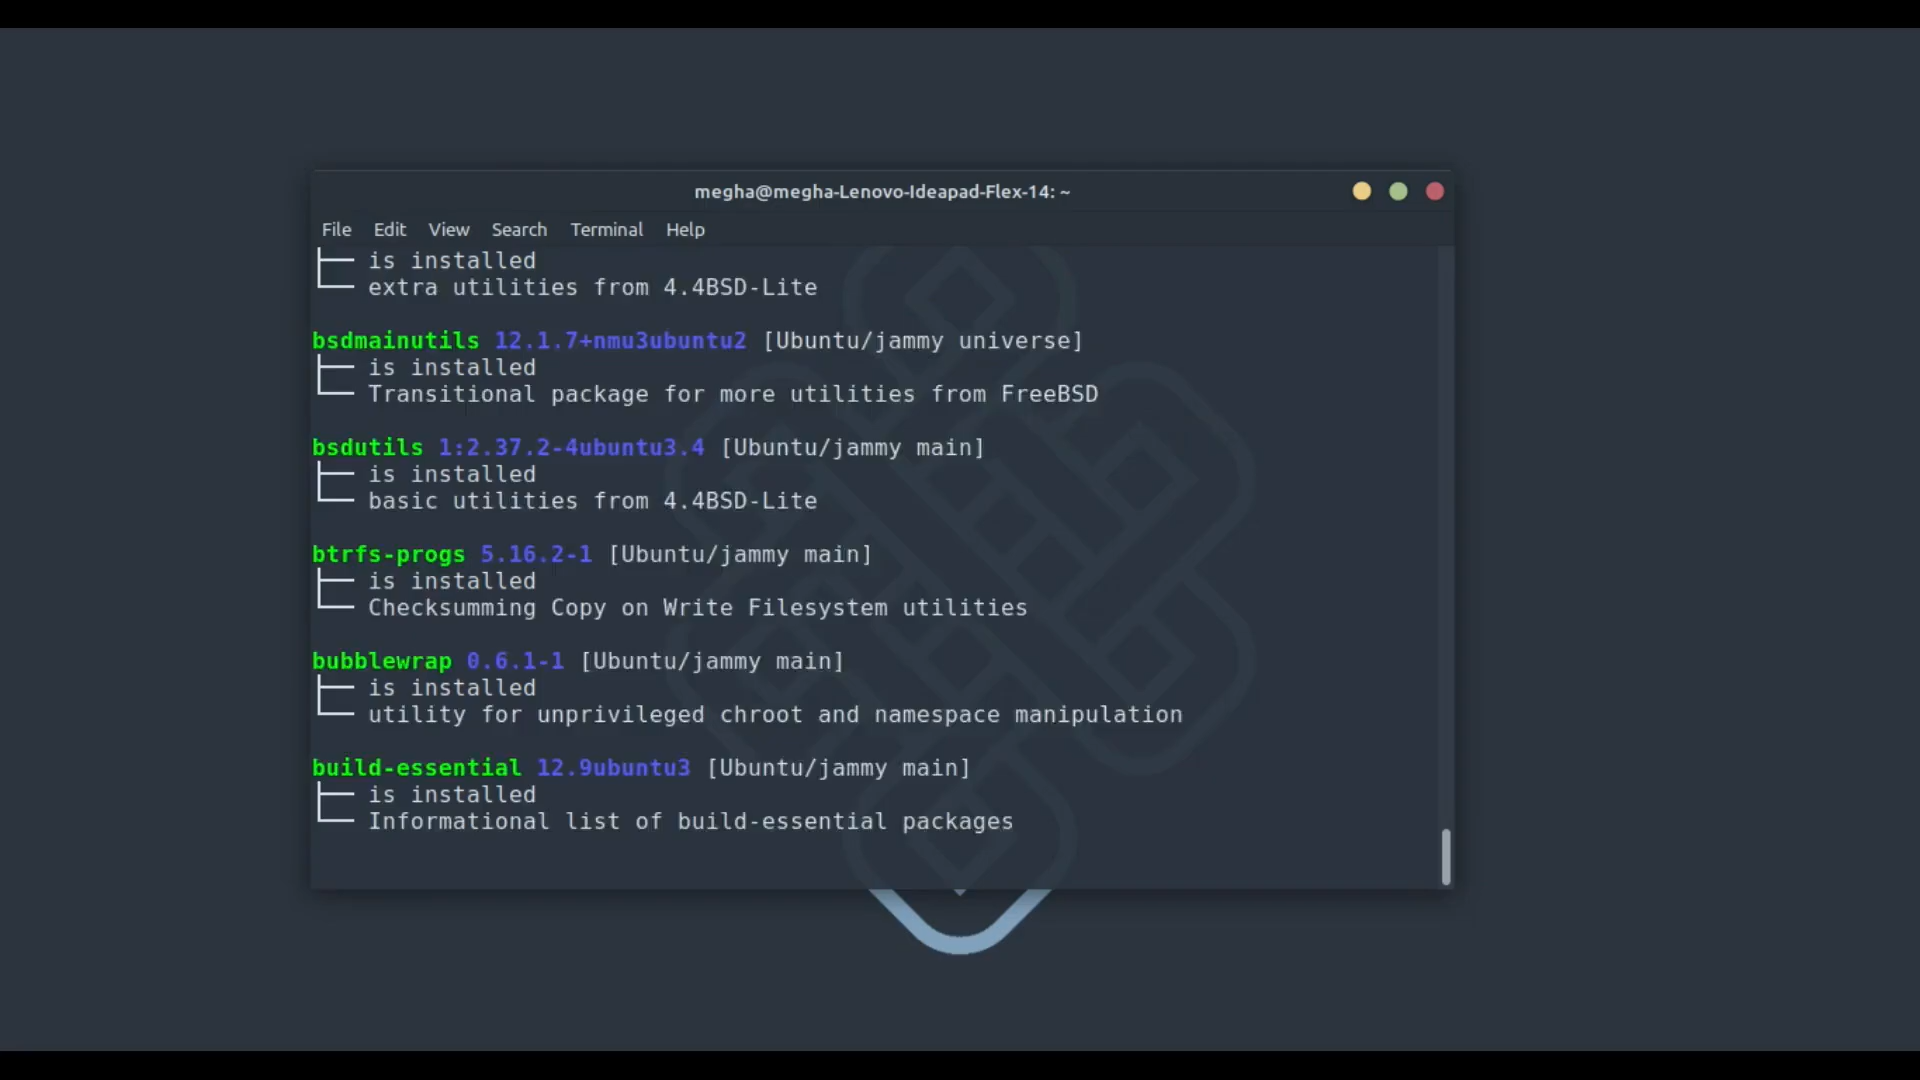 megha@megha-Lenovo-Ideapad-Flex-14: ~
File Edit View Search Terminal Help
├── is installed
└── extra utilities from 4.4BSD-Lite
bsdmainutils 12.1.7+nmu3ubuntu2 [Ubuntu/jammy universe]
├── is installed
└── Transitional package for more utilities from FreeBSD
bsdutils 1:2.37.2-4ubuntu3.4 [Ubuntu/jammy main]
├── is installed
└── basic utilities from 4.4BSD-Lite
btrfs-progs 5.16.2-1 [Ubuntu/jammy main]
├── is installed
└── Checksumming Copy on Write Filesystem utilities
bubblewrap 0.6.1-1 [Ubuntu/jammy main]
├── is installed
└── utility for unprivileged chroot and namespace manipulation
build-essential 12.9ubuntu3 [Ubuntu/jammy main]
├── is installed
└── Informational list of build-essential packages